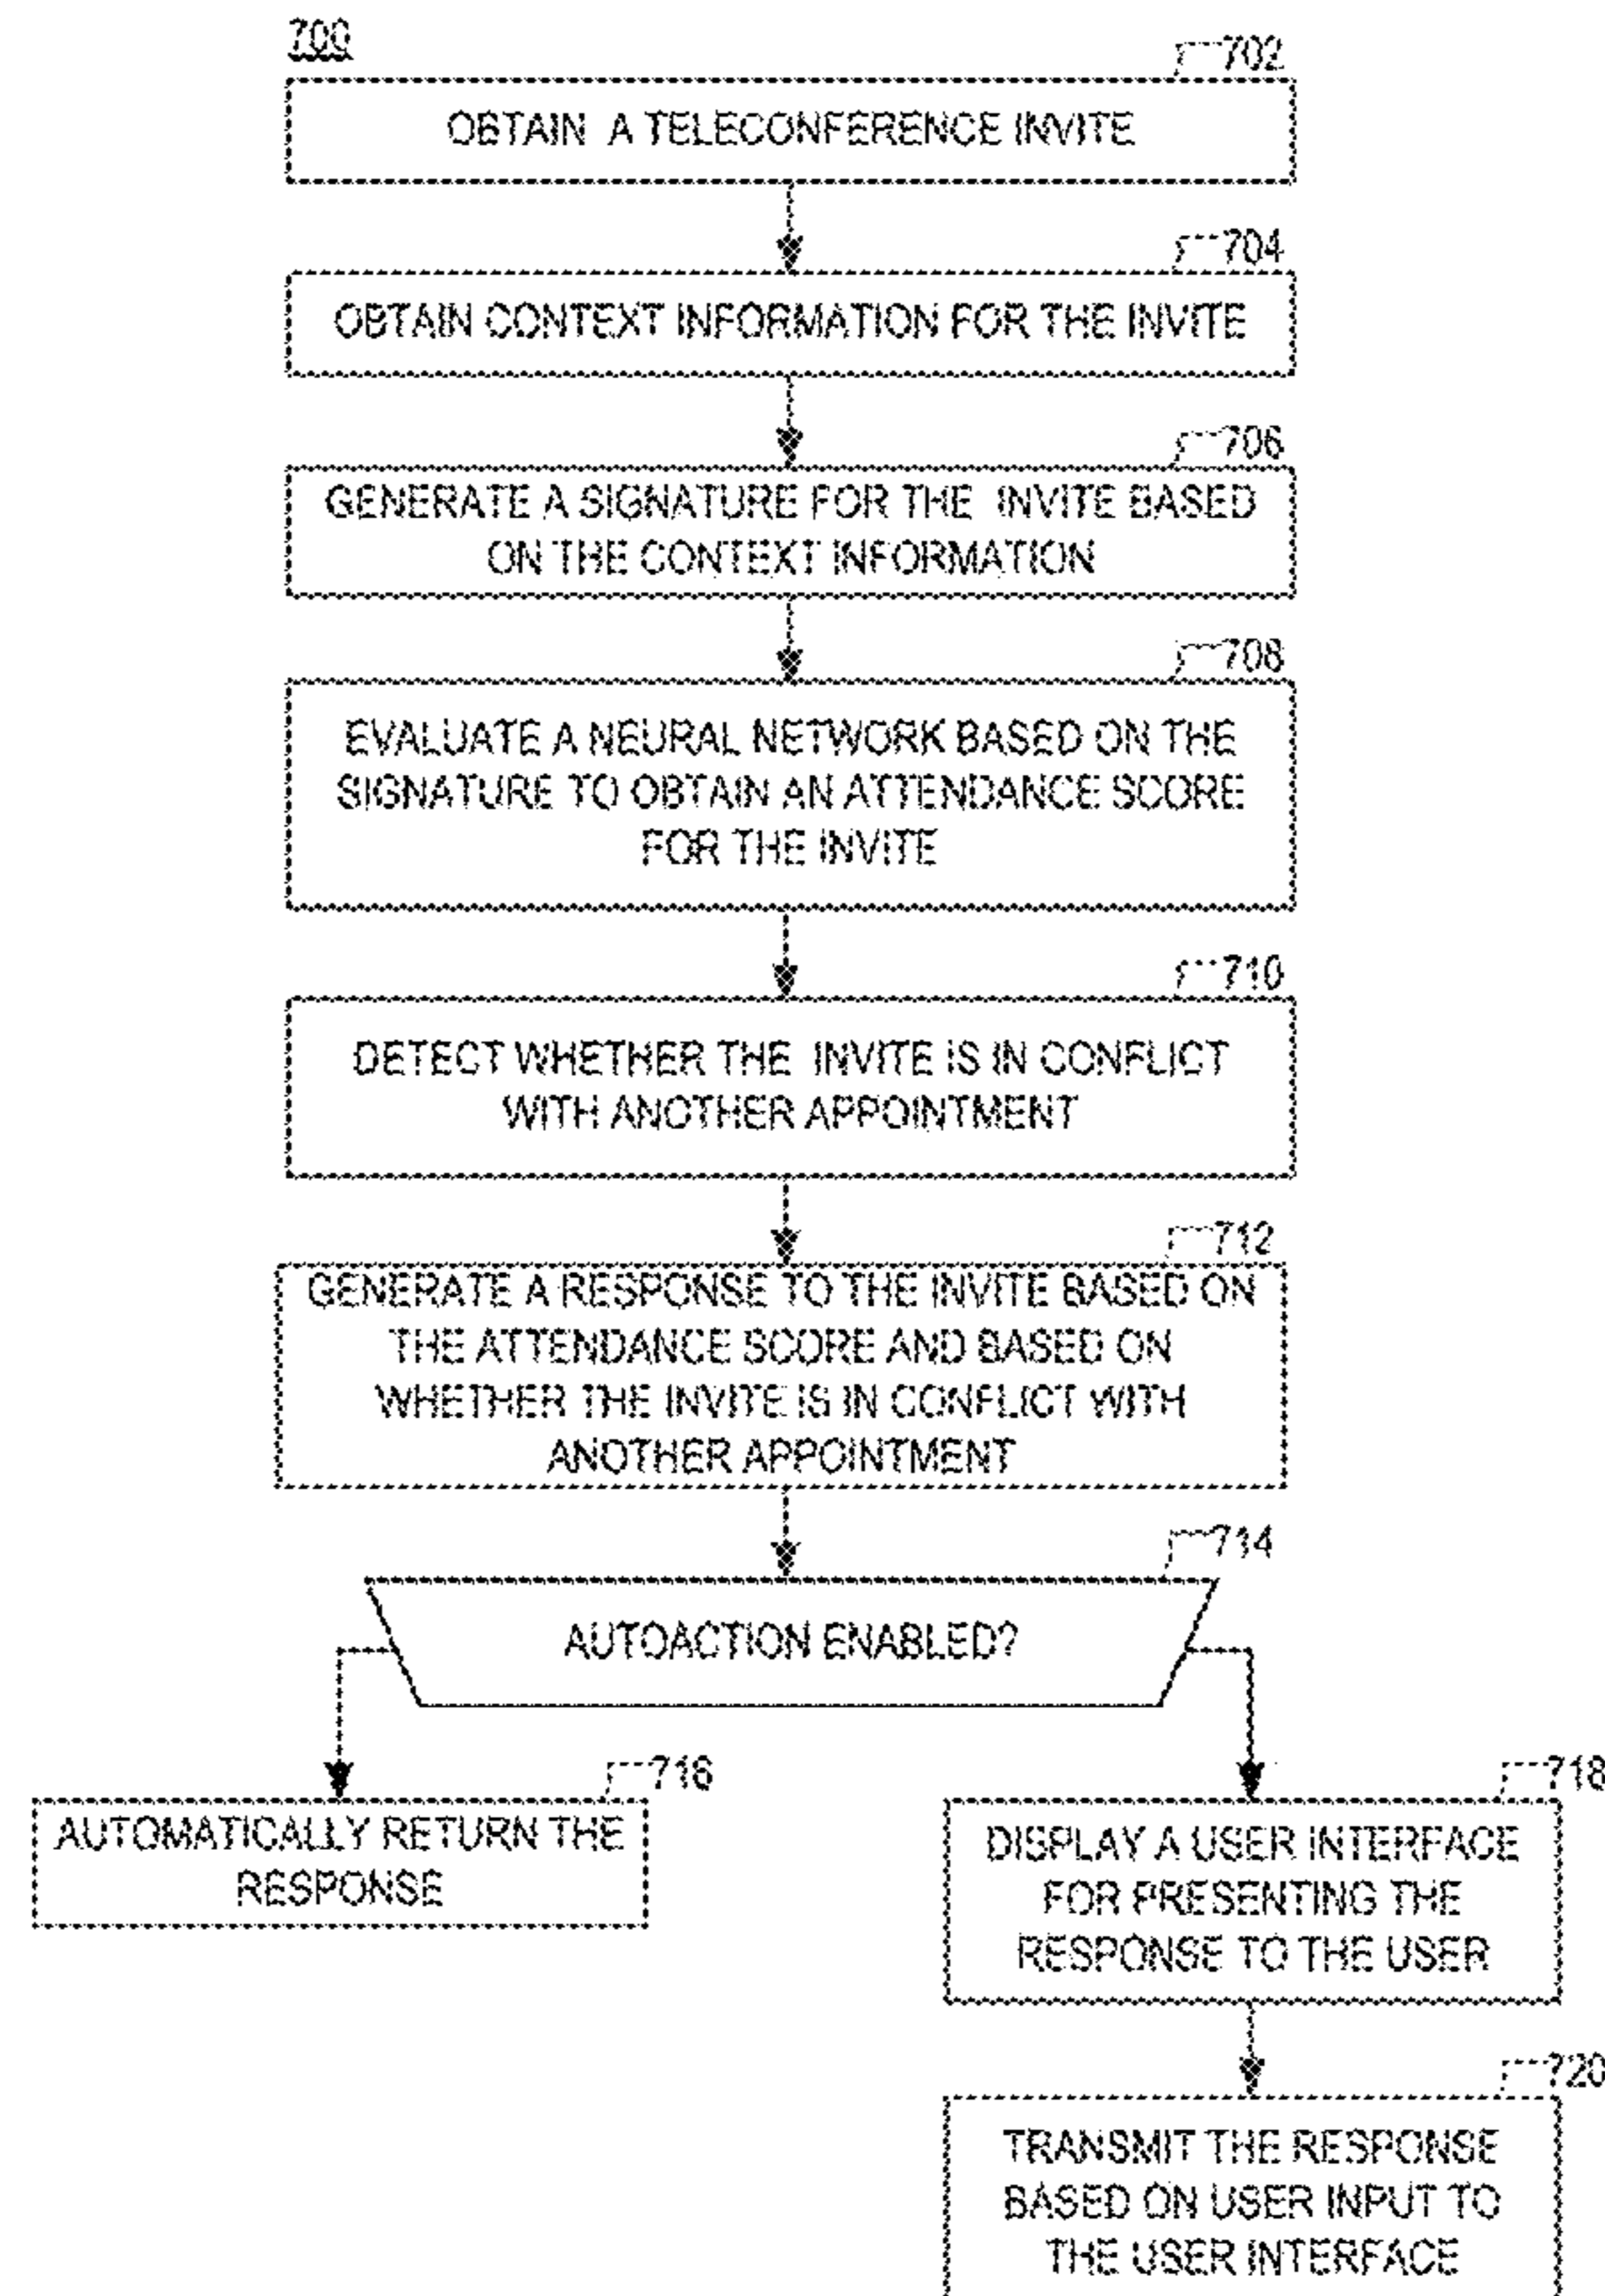 700
702
OBTAIN A TELECONFERENCE INVITE
704
OBTAIN CONTEXT INFORMATION FOR THE INVITE
706
GENERATE A SIGNATURE FOR THE INVITE BASED
ON THE CONTEXT INFORMATION
708
EVALUATE A NEURAL NETWORK BASED ON THE
SIGNATURE TO OBTAIN AN ATTENDANCE SCORE
FOR THE INVITE
710
DETECT WHETHER THE INVITE IS IN CONFLICT
WITH ANOTHER APPOINTMENT
712
GENERATE A RESPONSE TO THE INVITE BASED ON
THE ATTENDANCE SCORE AND BASED ON
WHETHER THE INVITE IS IN CONFLICT WITH
ANOTHER APPOINTMENT
714
AUTOACTION ENABLED?
716
AUTOMATICALLY RETURN THE
RESPONSE
718
DISPLAY A USER INTERFACE
FOR PRESENTING THE
RESPONSE TO THE USER
720
TRANSMIT THE RESPONSE
BASED ON USER INPUT TO
THE USER INTERFACE